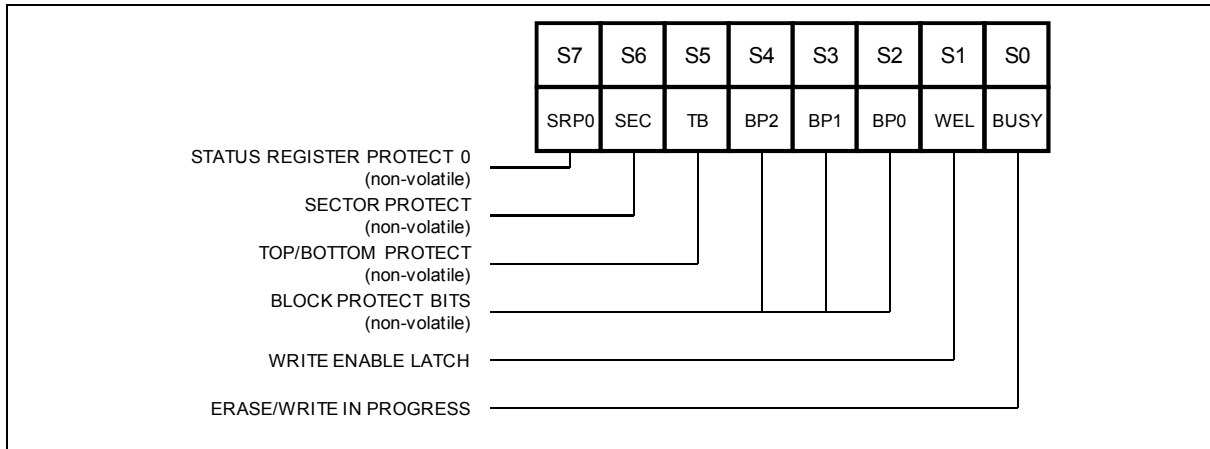 S7 S6 S5 S4 S3 S2 S1 S0
SRP0 SEC TB BP2 BP1 BP0 WEL BUSY
STATUS REGISTER PROTECT 0
(non-volatile)
SECTOR PROTECT
(non-volatile)
TOP/BOTTOM PROTECT
(non-volatile)
BLOCK PROTECT BITS
(non-volatile)
WRITE ENABLE LATCH
ERASE/WRITE IN PROGRESS